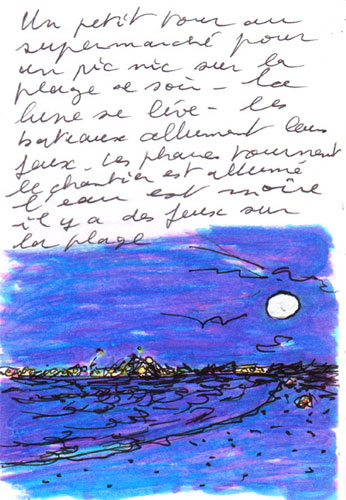 Un petit tour au
supermarché pour
un pic nic sur la
plage ce soir - La
lune se lève - les
bateaux allument leurs
feux - Les phares tournent
le chantier est allumé
l'eau est noire
il y a des feux sur
la plage